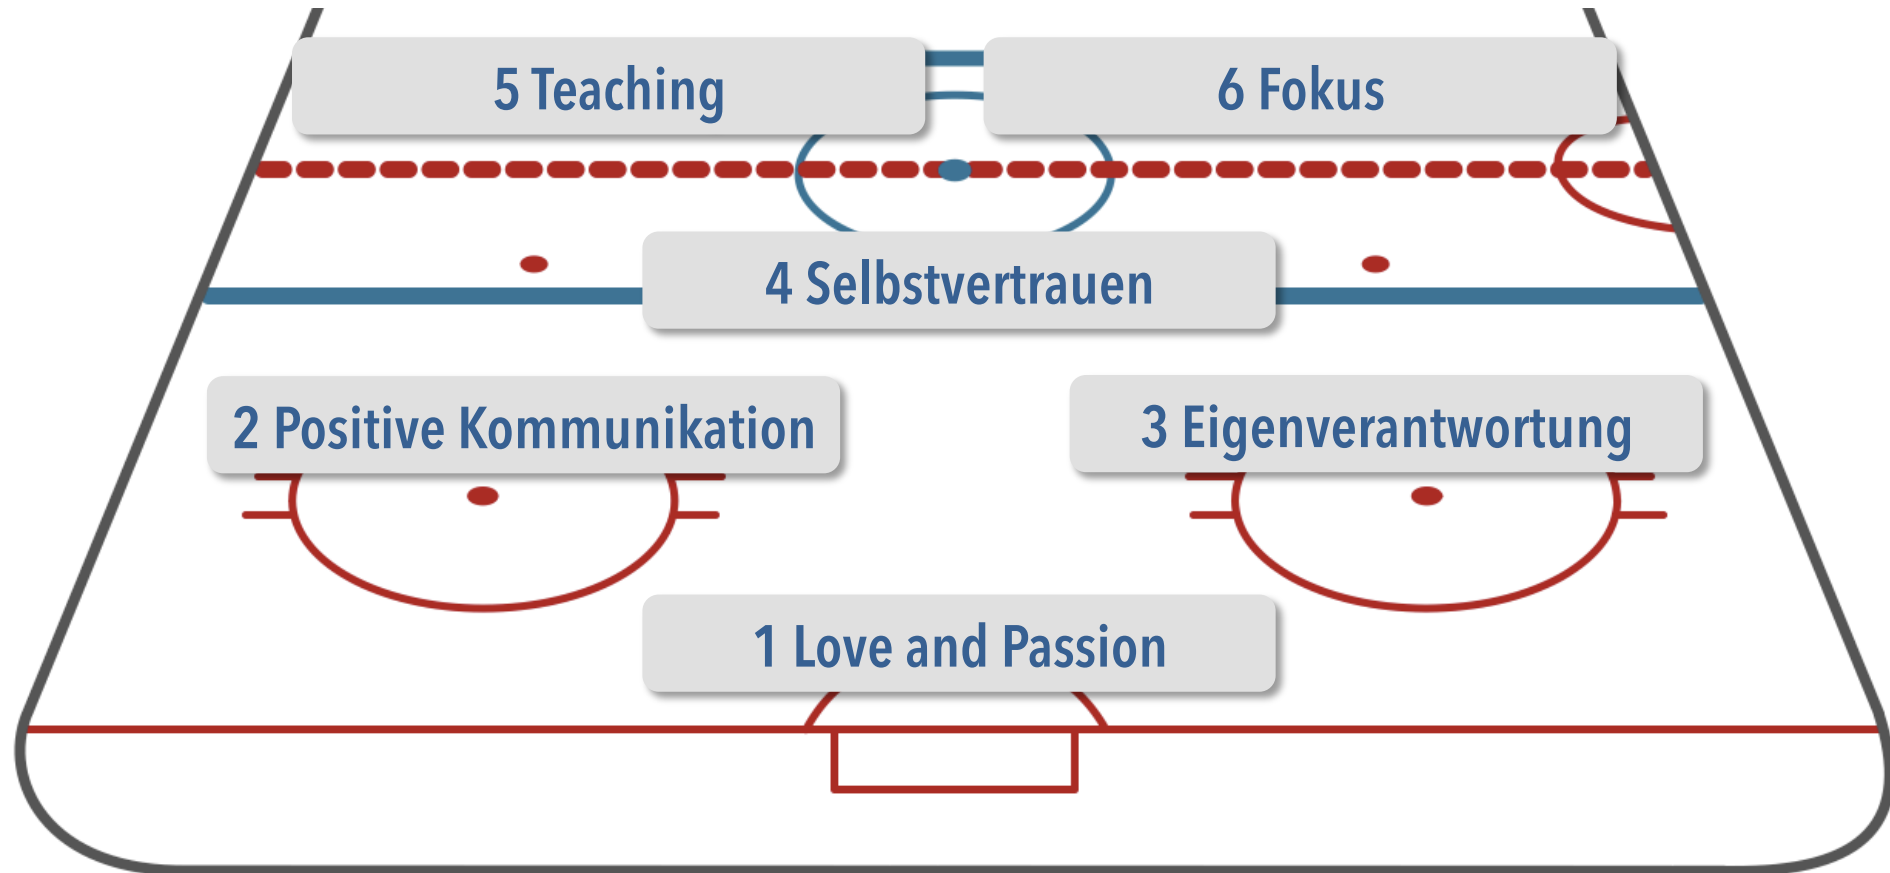 5 Teaching
6 Fokus
4 Selbstvertrauen
2 Positive Kommunikation
3 Eigenverantwortung
1 Love and Passion